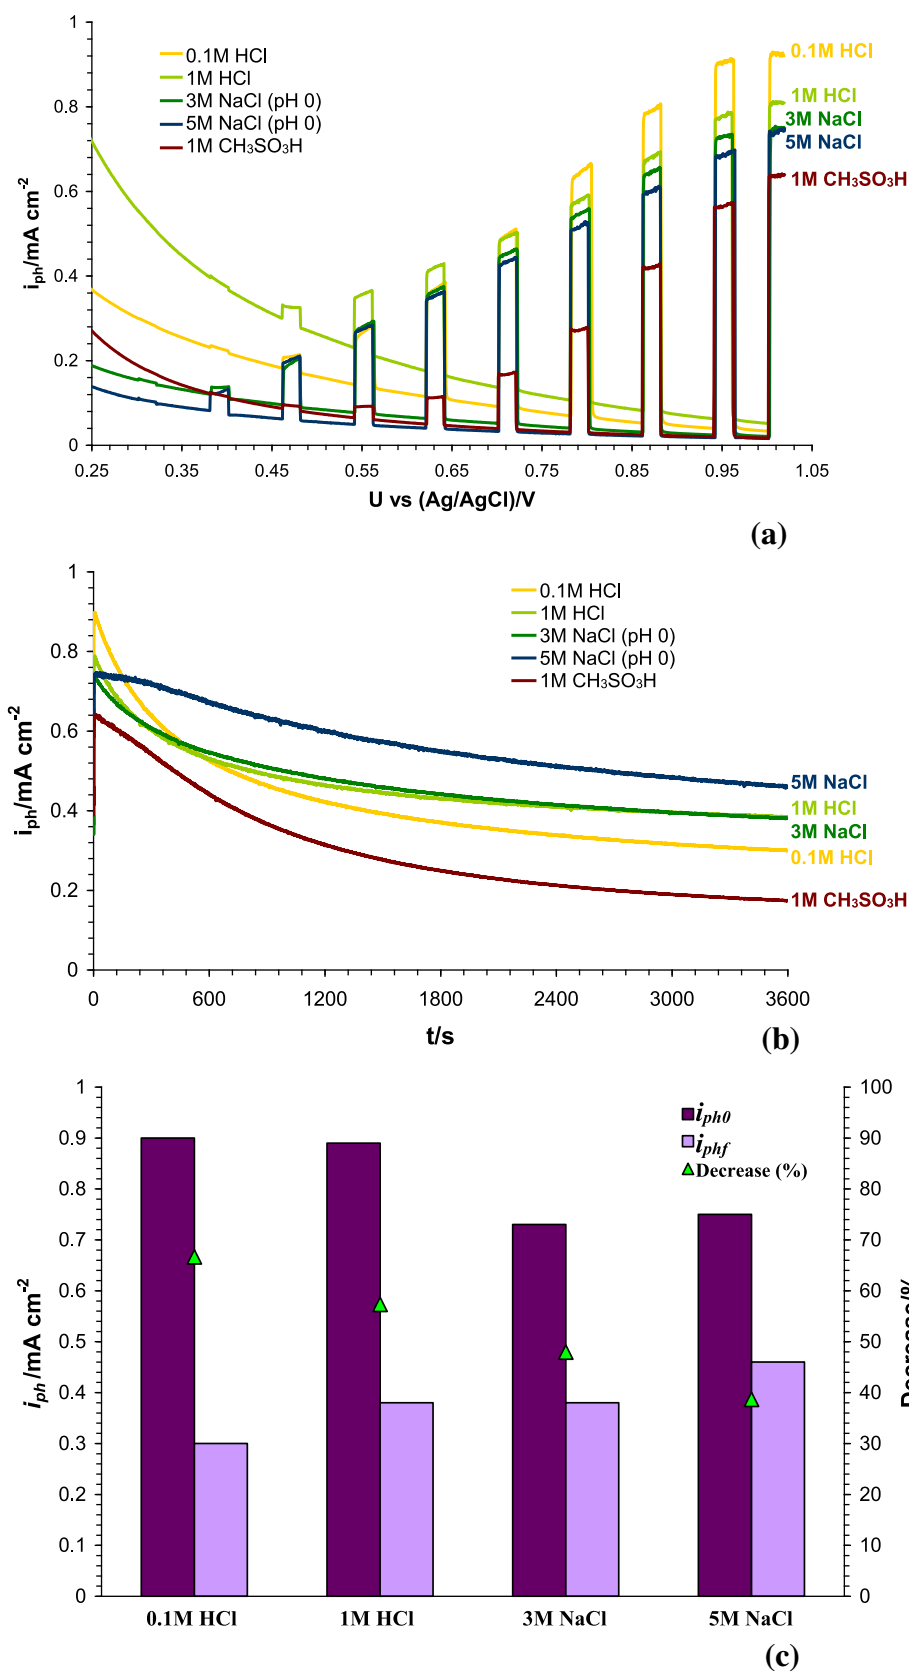 1
0.8
0.6
0.4
0.2
0
i_ph/mA cm⁻²
0.1M HCl
1M HCl
3M NaCl (pH 0)
5M NaCl (pH 0)
1M CH₃SO₃H
0.1M HCl
1M HCl
3M NaCl
5M NaCl
1M CH₃SO₃H
0.25 0.35 0.45 0.55 0.65 0.75 0.85 0.95 1.05
U vs (Ag/AgCl)/V
(a)
1
0.8
0.6
0.4
0.2
0
i_ph/mA cm⁻²
0.1M HCl
1M HCl
3M NaCl (pH 0)
5M NaCl (pH 0)
1M CH₃SO₃H
5M NaCl
1M HCl
3M NaCl
0.1M HCl
1M CH₃SO₃H
0 600 1200 1800 2400 3000 3600
t/s
(b)
1
0.9
0.8
0.7
0.6
0.5
0.4
0.3
0.2
0.1
0
i_ph /mA cm⁻²
i_ph0
i_phf
Decrease (%)
100
90
80
70
60
50
40
30
20
10
0
Decrease/%
0.1M HCl 1M HCl 3M NaCl 5M NaCl
(c)